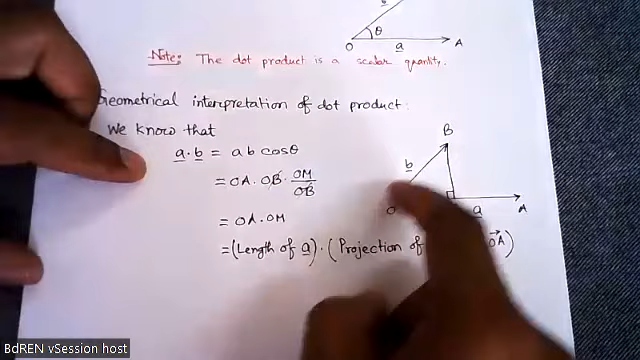 O θ a A
Note: The dot product is a scalar quantity.
Geometrical interpretation of dot product:
We know that
a·b = ab cosθ
= OA·OB·OM/OB
= OA·OM
= (Length of a)·(Projection of OA)
B
b
a A
BdREN vSession host